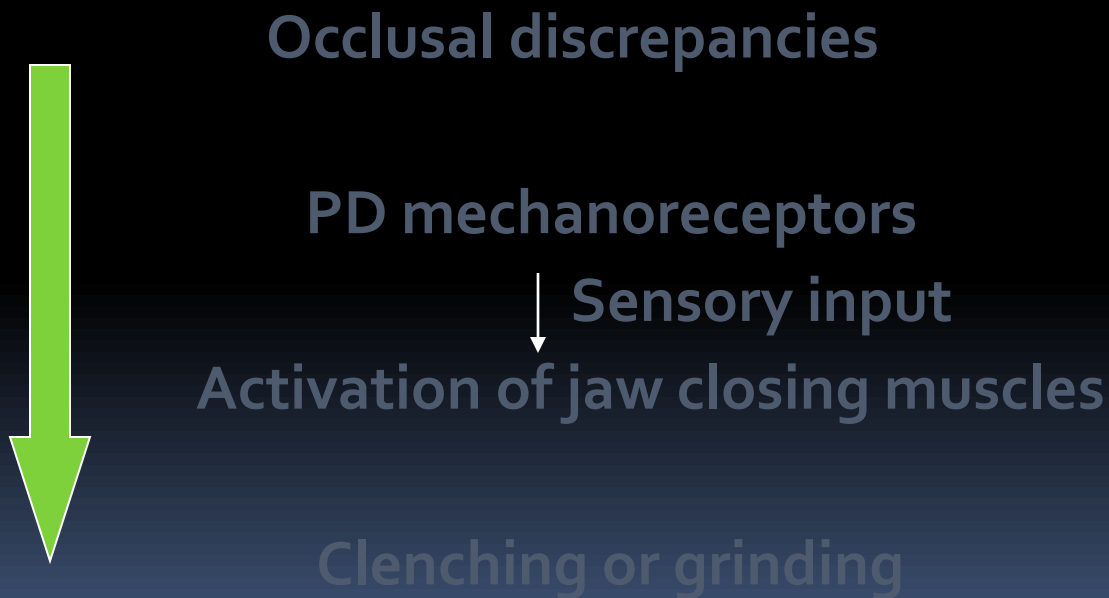 Occlusal discrepancies
PD mechanoreceptors
Sensory input
Activation of jaw closing muscles
Clenching or grinding